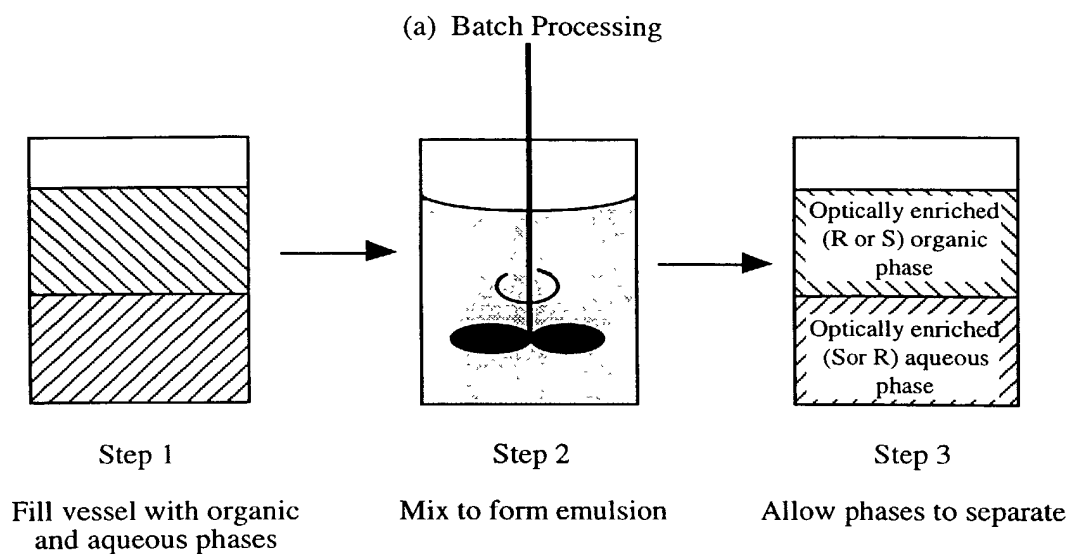 (a) Batch Processing
Optically enriched
(R or S) organic
phase
Optically enriched
(Sor R) aqueous
phase
Step 1
Step 2
Step 3
Fill vessel with organic
and aqueous phases
Mix to form emulsion
Allow phases to separate